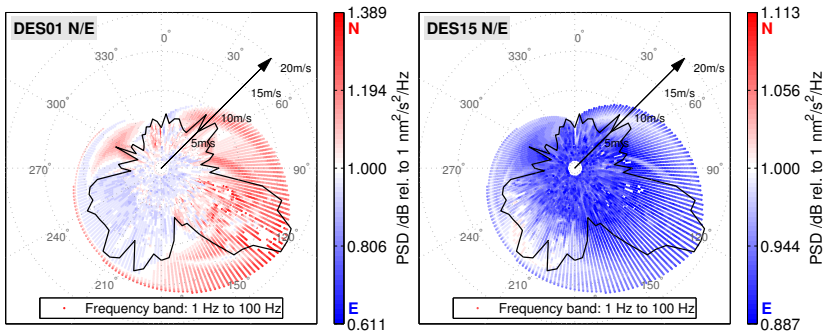 DES01 N/E
0°
30°
60°
90°
120°
150°
210°
240°
270°
300°
330°
5m/s
10m/s
15m/s
20m/s
Frequency band: 1 Hz to 100 Hz
1.389
N
1.194
1.000
0.806
E
0.611
PSD /dB rel. to 1 nm²/s²/Hz
DES15 N/E
0°
30°
60°
90°
120°
150°
210°
240°
270°
300°
330°
5m/s
10m/s
15m/s
20m/s
Frequency band: 1 Hz to 100 Hz
1.113
N
1.056
1.000
0.944
E
0.887
PSD /dB rel. to 1 nm²/s²/Hz